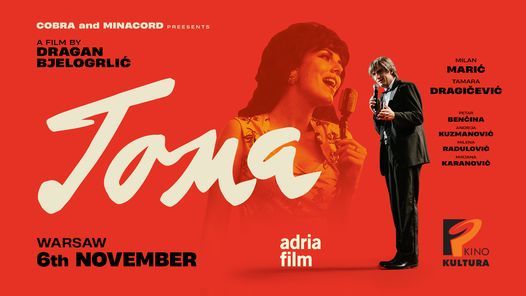 COBRA and MINACORD PREESENTS
A FILM BY
DRAGAN
BJELOGRLIĆ
Тома
WARSAW
6th NOVEMBER
adria
film
MILAN
MARIĆ
TAMARA
DRAGIČEVIĆ
PETAR
BENČINA
ANDRIJA
KUZMANOVIĆ
MILENA
RADULOVIĆ
MIRJANA
KARANOVIĆ
KINO
KULTURA